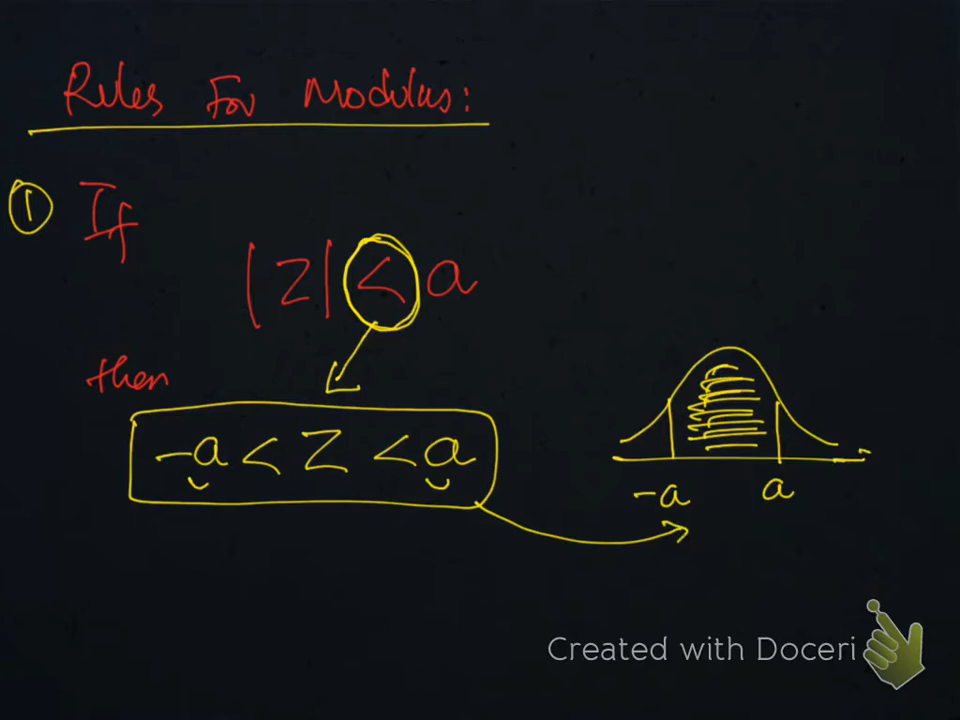 Rules For Modulus:
① If
|Z| < a
then
-a < Z < a
-a a
Created with Doceri